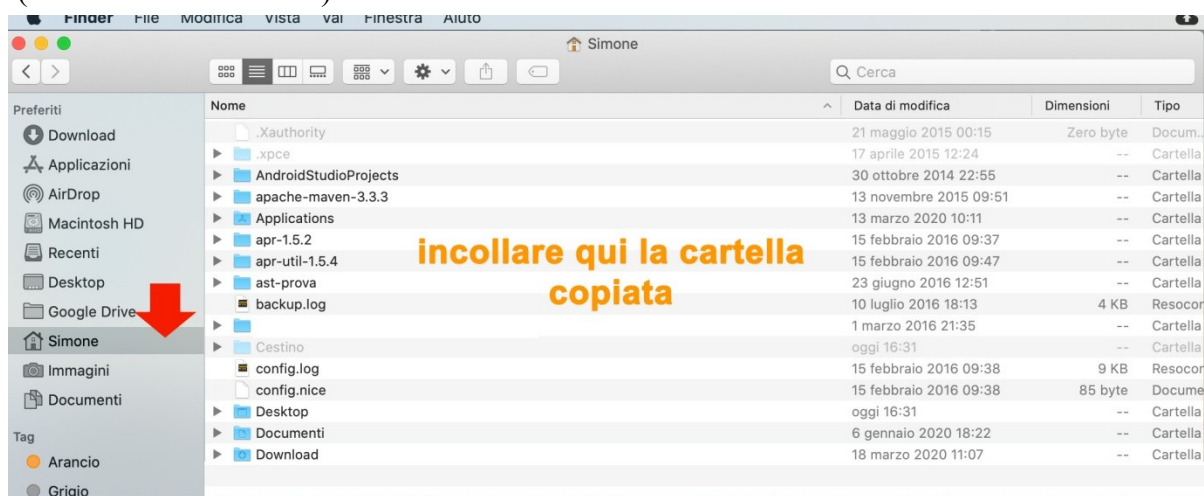 Finder File Modifica Vista Vai Finestra Aiuto
Simone
Cerca
Preferiti
Download
Applicazioni
AirDrop
Macintosh HD
Recenti
Desktop
Google Drive
Simone
Immagini
Documenti
Tag
Arancio
Grigio
Nome Data di modifica Dimensioni Tipo
.Xauthority 21 maggio 2015 00:15 Zero byte Docum..
.xpce 17 aprile 2015 12:24 -- Cartella
AndroidStudioProjects 30 ottobre 2014 22:55 -- Cartella
apache-maven-3.3.3 13 novembre 2015 09:51 -- Cartella
Applications 13 marzo 2020 10:11 -- Cartella
apr-1.5.2 15 febbraio 2016 09:37 -- Cartella
apr-util-1.5.4 15 febbraio 2016 09:47 -- Cartella
ast-prova 23 giugno 2016 12:51 -- Cartella
backup.log 10 luglio 2016 18:13 4 KB Resocor
1 marzo 2016 21:35 -- Cartella
Cestino oggi 16:31 -- Cartella
config.log 15 febbraio 2016 09:38 9 KB Resocor
config.nice 15 febbraio 2016 09:38 85 byte Docume
Desktop oggi 16:31 -- Cartella
Documenti 6 gennaio 2020 18:22 -- Cartella
Download 18 marzo 2020 11:07 -- Cartella
incollare qui la cartella
copiata